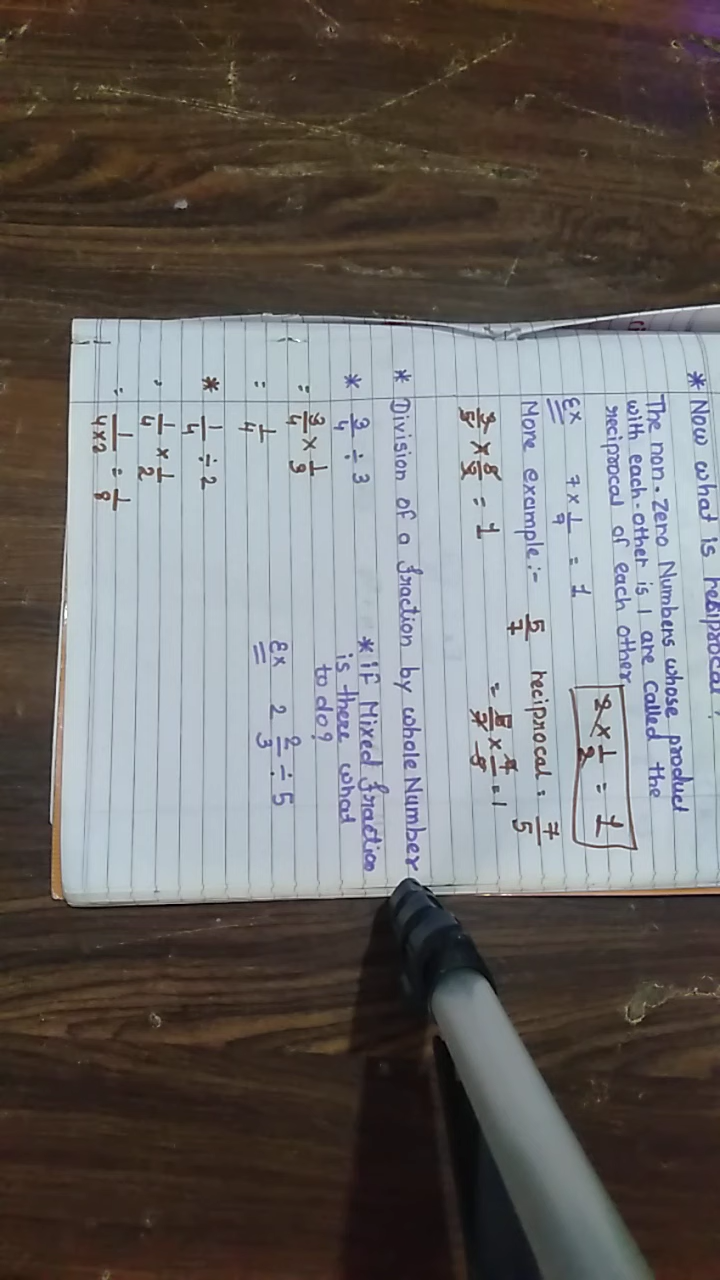 * Now what is reciprocal?
The non-zero Numbers whose product
with each-other is 1 are called the
reciprocal of each other
2 × 1/2 = 1
Ex 7 × 1/7 = 1
More example:- 5/7 reciprocal = 7/5
3/5 × 5/3 = 1
= 5/7 × 7/5 = 1
* Division of a fraction by whole Number
* 3/4 ÷ 3
= 3/4 × 1/3
= 1/4
* 1/4 ÷ 2
= 1/4 × 1/2
= 1/4×2 = 1/8
* if Mixed fraction
is there what
to do?
Ex 2 2/3 ÷ 5